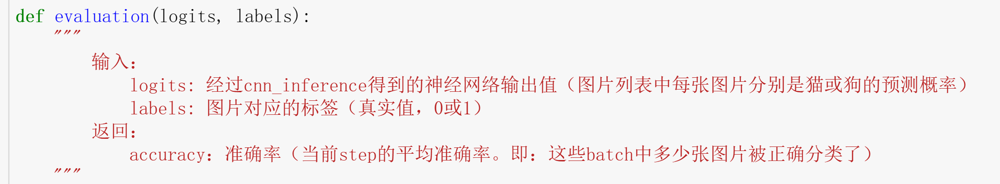 def evaluation(logits, labels):
"""
输入：
logits: 经过cnn_inference得到的神经网络输出值（图片列表中每张图片分别是猫或狗的预测概率）
labels: 图片对应的标签（真实值，0或1）
返回：
accuracy：准确率（当前step的平均准确率。即：这些batch中多少张图片被正确分类了）
"""